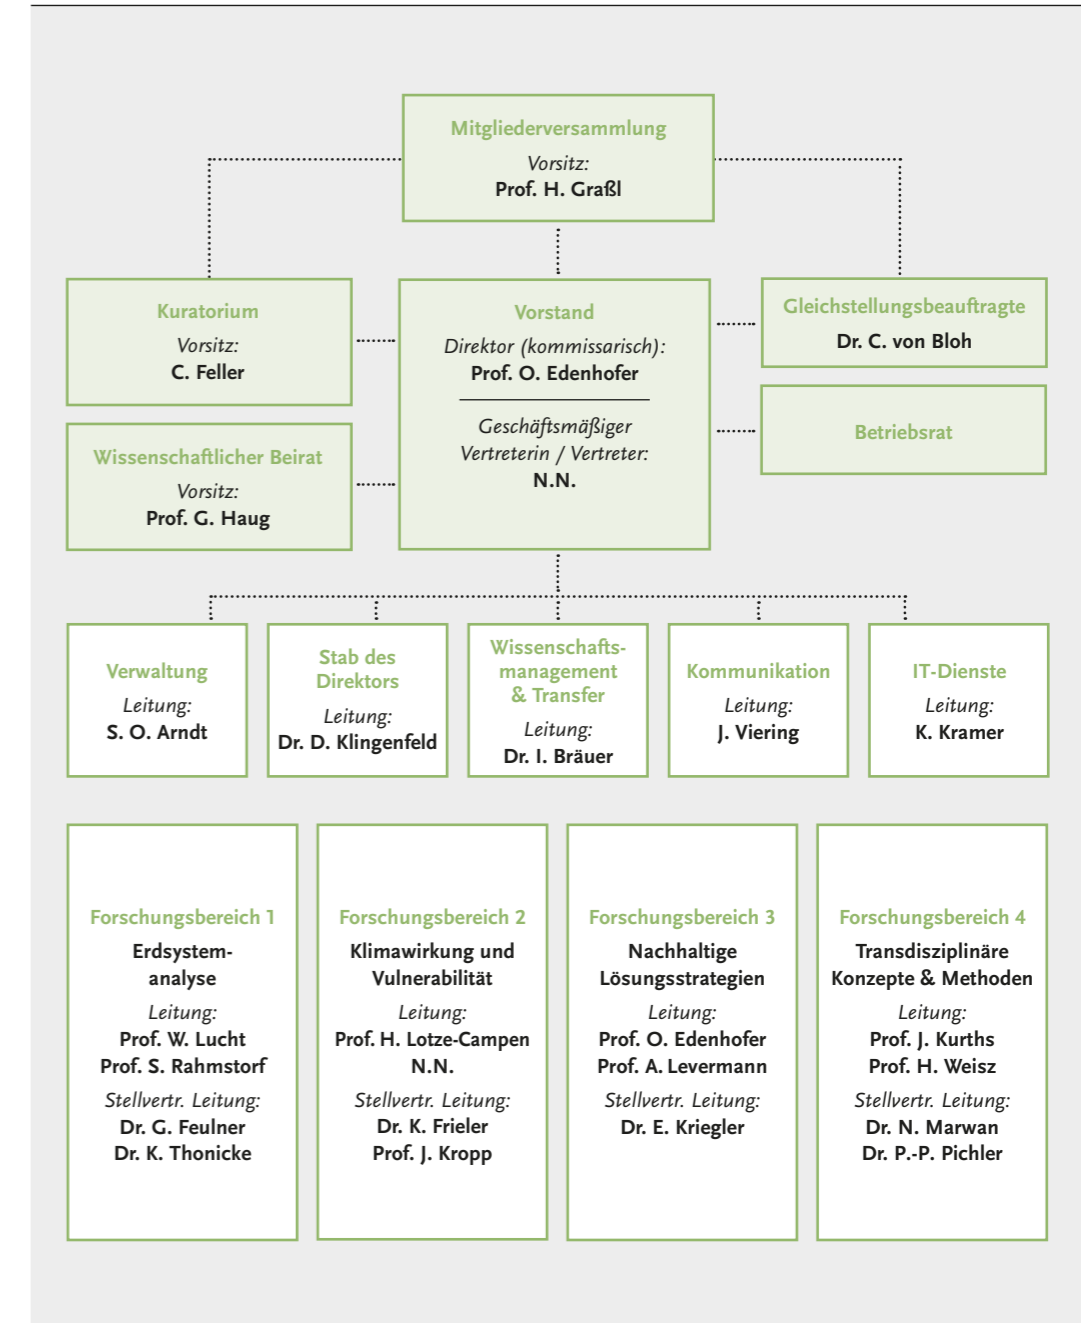 Mitgliederversammlung
Vorsitz:
Prof. H. Graßl
Kuratorium
Vorsitz:
C. Feller
Vorstand
Direktor (kommissarisch):
Prof. O. Edenhofer
Geschäftsmäßiger
Vertreterin / Vertreter:
N.N.
Gleichstellungsbeauftragte
Dr. C. von Bloh
Wissenschaftlicher Beirat
Vorsitz:
Prof. G. Haug
Betriebsrat
Verwaltung
Leitung:
S. O. Arndt
Stab des
Direktors
Leitung:
Dr. D. Klingenfeld
Wissenschafts-
management
& Transfer
Leitung:
Dr. I. Bräuer
Kommunikation
Leitung:
J. Viering
IT-Dienste
Leitung:
K. Kramer
Forschungsbereich 1
Erdsystem-
analyse
Leitung:
Prof. W. Lucht
Prof. S. Rahmstorf
Stellvertr. Leitung:
Dr. G. Feulner
Dr. K. Thonicke
Forschungsbereich 2
Klimawirkung und
Vulnerabilität
Leitung:
Prof. H. Lotze-Campen
N.N.
Stellvertr. Leitung:
Dr. K. Frieler
Prof. J. Kropp
Forschungsbereich 3
Nachhaltige
Lösungsstrategien
Leitung:
Prof. O. Edenhofer
Prof. A. Levermann
Stellvertr. Leitung:
Dr. E. Kriegler
Forschungsbereich 4
Transdisziplinäre
Konzepte & Methoden
Leitung:
Prof. J. Kurths
Prof. H. Weisz
Stellvertr. Leitung:
Dr. N. Marwan
Dr. P.-P. Pichler